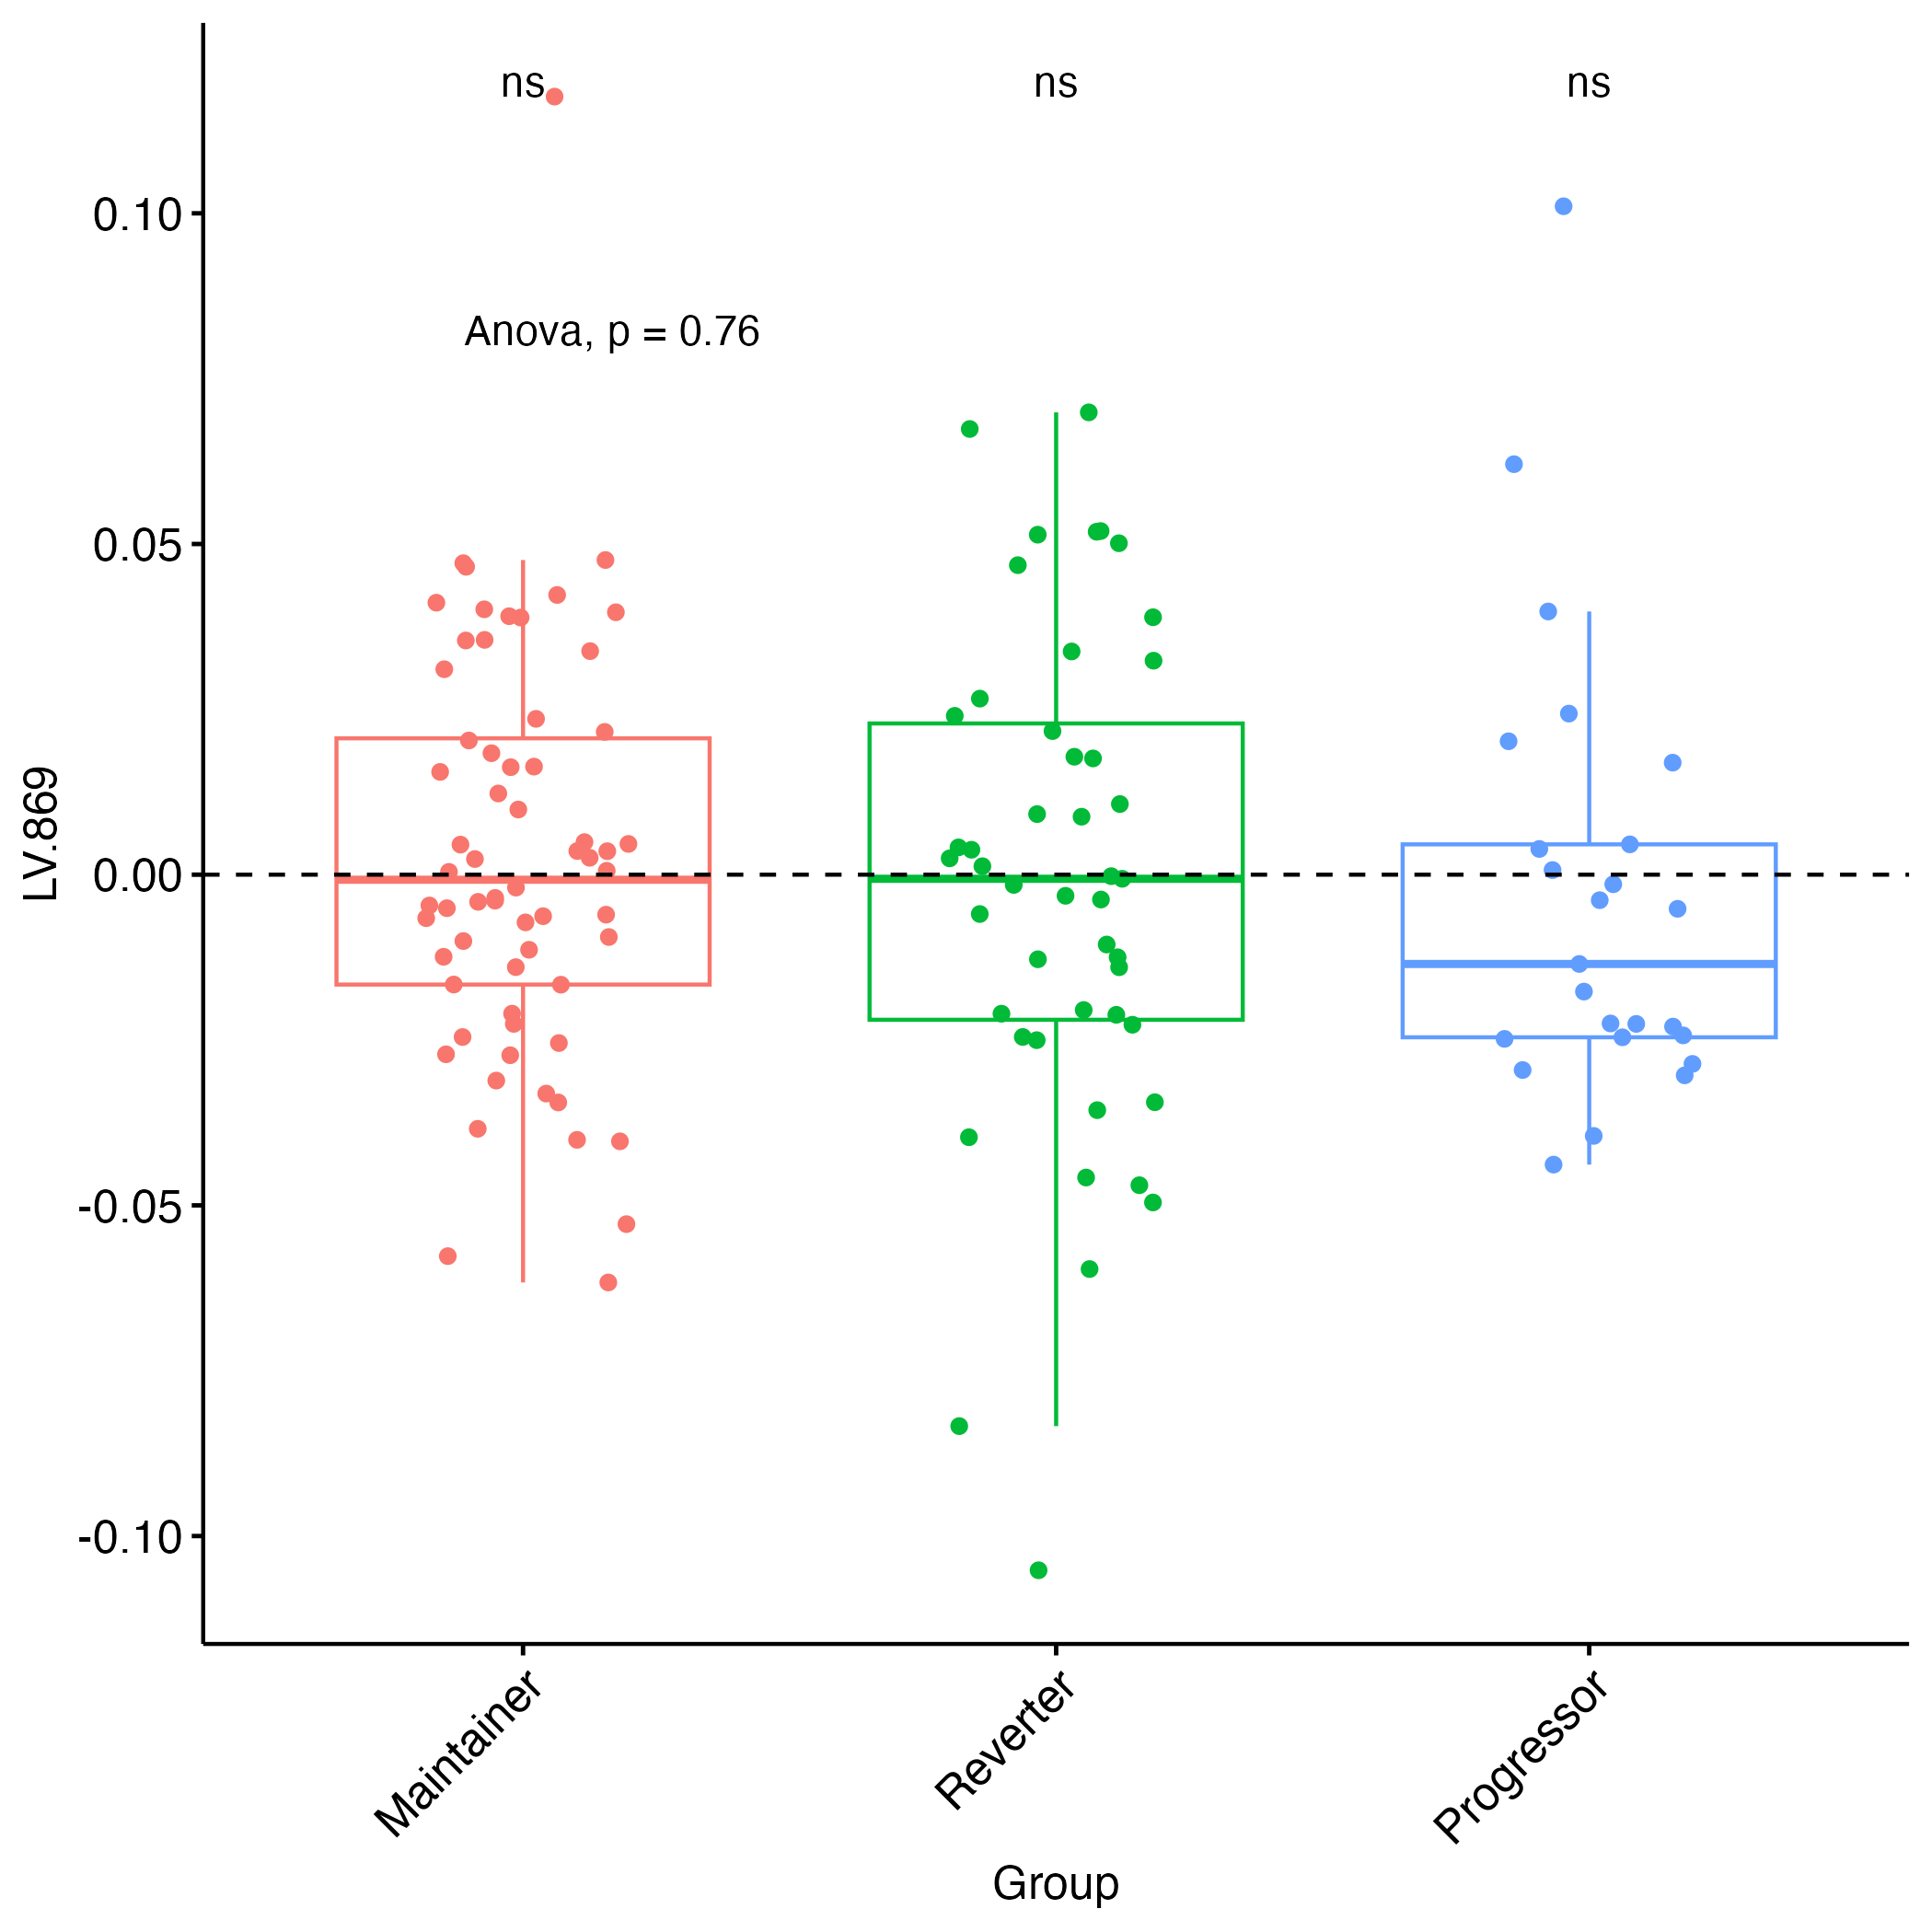 ns ns ns
Anova, p = 0.76
LV.869
0.10
0.05
0.00
-0.05
-0.10
Maintainer
Reverter
Progressor
Group